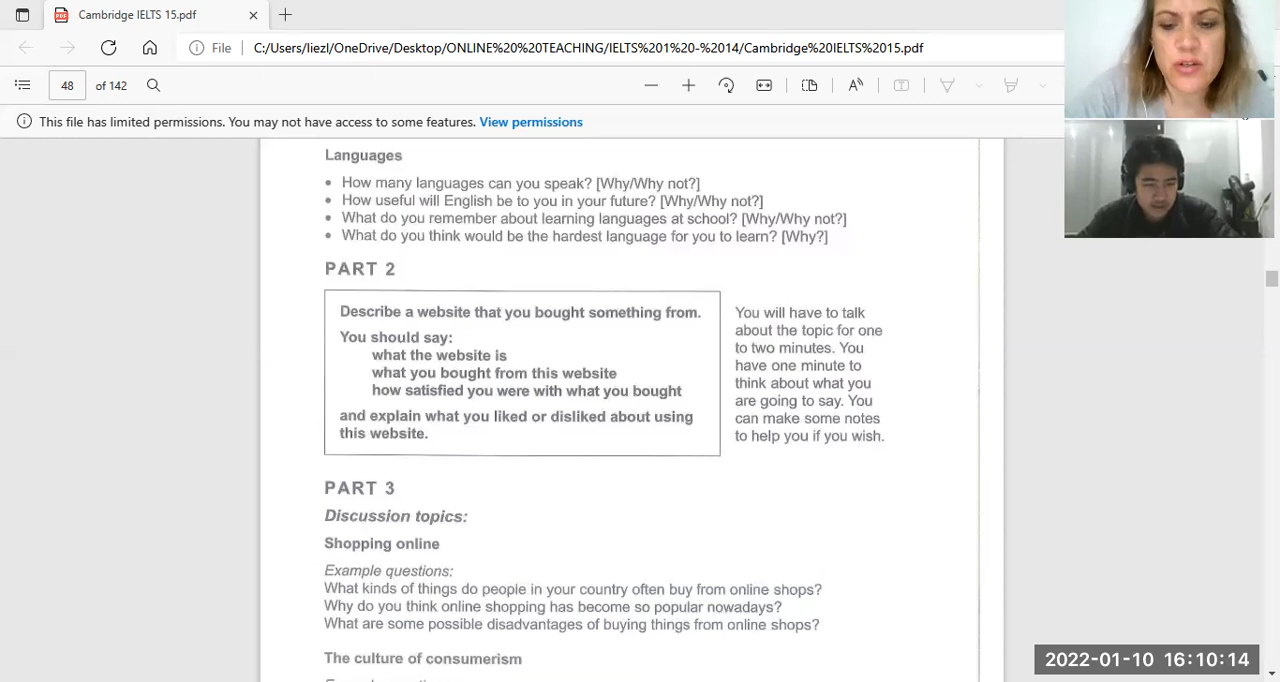 Cambridge IELTS 15.pdf
File C:/Users/liezl/OneDrive/Desktop/ONLINE%20%20TEACHING/IELTS%201%20-%2014/Cambridge%20IELTS%2015.pdf
48 of 142
This file has limited permissions. You may not have access to some features. View permissions
Languages
• How many languages can you speak? [Why/Why not?]
• How useful will English be to you in your future? [Why/Why not?]
• What do you remember about learning languages at school? [Why/Why not?]
• What do you think would be the hardest language for you to learn? [Why?]
PART 2
Describe a website that you bought something from.
You should say:
what the website is
what you bought from this website
how satisfied you were with what you bought
and explain what you liked or disliked about using
this website.
You will have to talk
about the topic for one
to two minutes. You
have one minute to
think about what you
are going to say. You
can make some notes
to help you if you wish.
PART 3
Discussion topics:
Shopping online
Example questions:
What kinds of things do people in your country often buy from online shops?
Why do you think online shopping has become so popular nowadays?
What are some possible disadvantages of buying things from online shops?
The culture of consumerism
2022-01-10 16:10:14